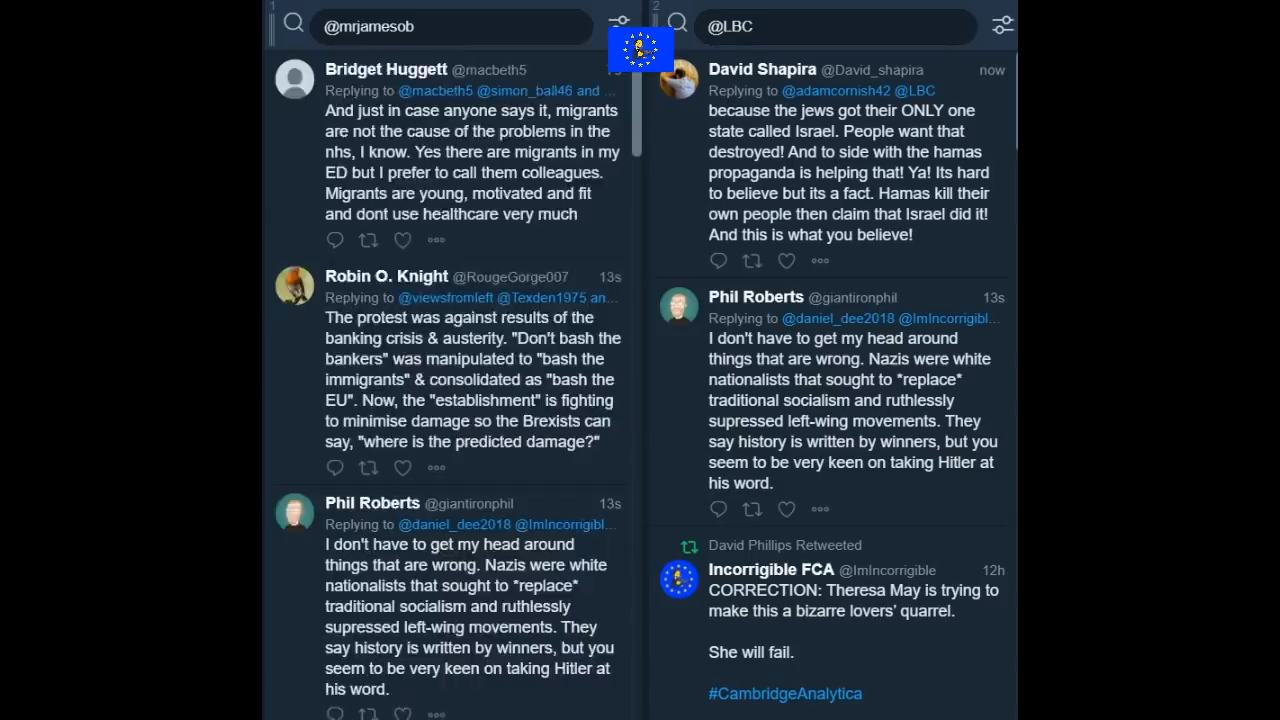 1
@mrjamesob
Bridget Huggett @macbeth5
Replying to @macbeth5 @simon_ball46 and ...
And just in case anyone says it, migrants
are not the cause of the problems in the
nhs, I know. Yes there are migrants in my
ED but I prefer to call them colleagues.
Migrants are young, motivated and fit
and dont use healthcare very much
Robin O. Knight @RougeGorge007 13s
Replying to @viewsfromleft @Texden1975 an...
The protest was against results of the
banking crisis & austerity. "Don't bash the
bankers" was manipulated to "bash the
immigrants" & consolidated as "bash the
EU". Now, the "establishment" is fighting
to minimise damage so the Brexists can
say, "where is the predicted damage?"
Phil Roberts @giantironphil 13s
Replying to @daniel_dee2018 @ImIncorrigibl...
I don't have to get my head around
things that are wrong. Nazis were white
nationalists that sought to *replace*
traditional socialism and ruthlessly
supressed left-wing movements. They
say history is written by winners, but you
seem to be very keen on taking Hitler at
his word.
2
@LBC
David Shapira @David_shapira now
Replying to @adamcornish42 @LBC
because the jews got their ONLY one
state called Israel. People want that
destroyed! And to side with the hamas
propaganda is helping that! Ya! Its hard
to believe but its a fact. Hamas kill their
own people then claim that Israel did it!
And this is what you believe!
Phil Roberts @giantironphil 13s
Replying to @daniel_dee2018 @ImIncorrigibl...
I don't have to get my head around
things that are wrong. Nazis were white
nationalists that sought to *replace*
traditional socialism and ruthlessly
supressed left-wing movements. They
say history is written by winners, but you
seem to be very keen on taking Hitler at
his word.
David Phillips Retweeted
Incorrigible FCA @ImIncorrigible 12h
CORRECTION: Theresa May is trying to
make this a bizarre lovers' quarrel.
She will fail.
#CambridgeAnalytica